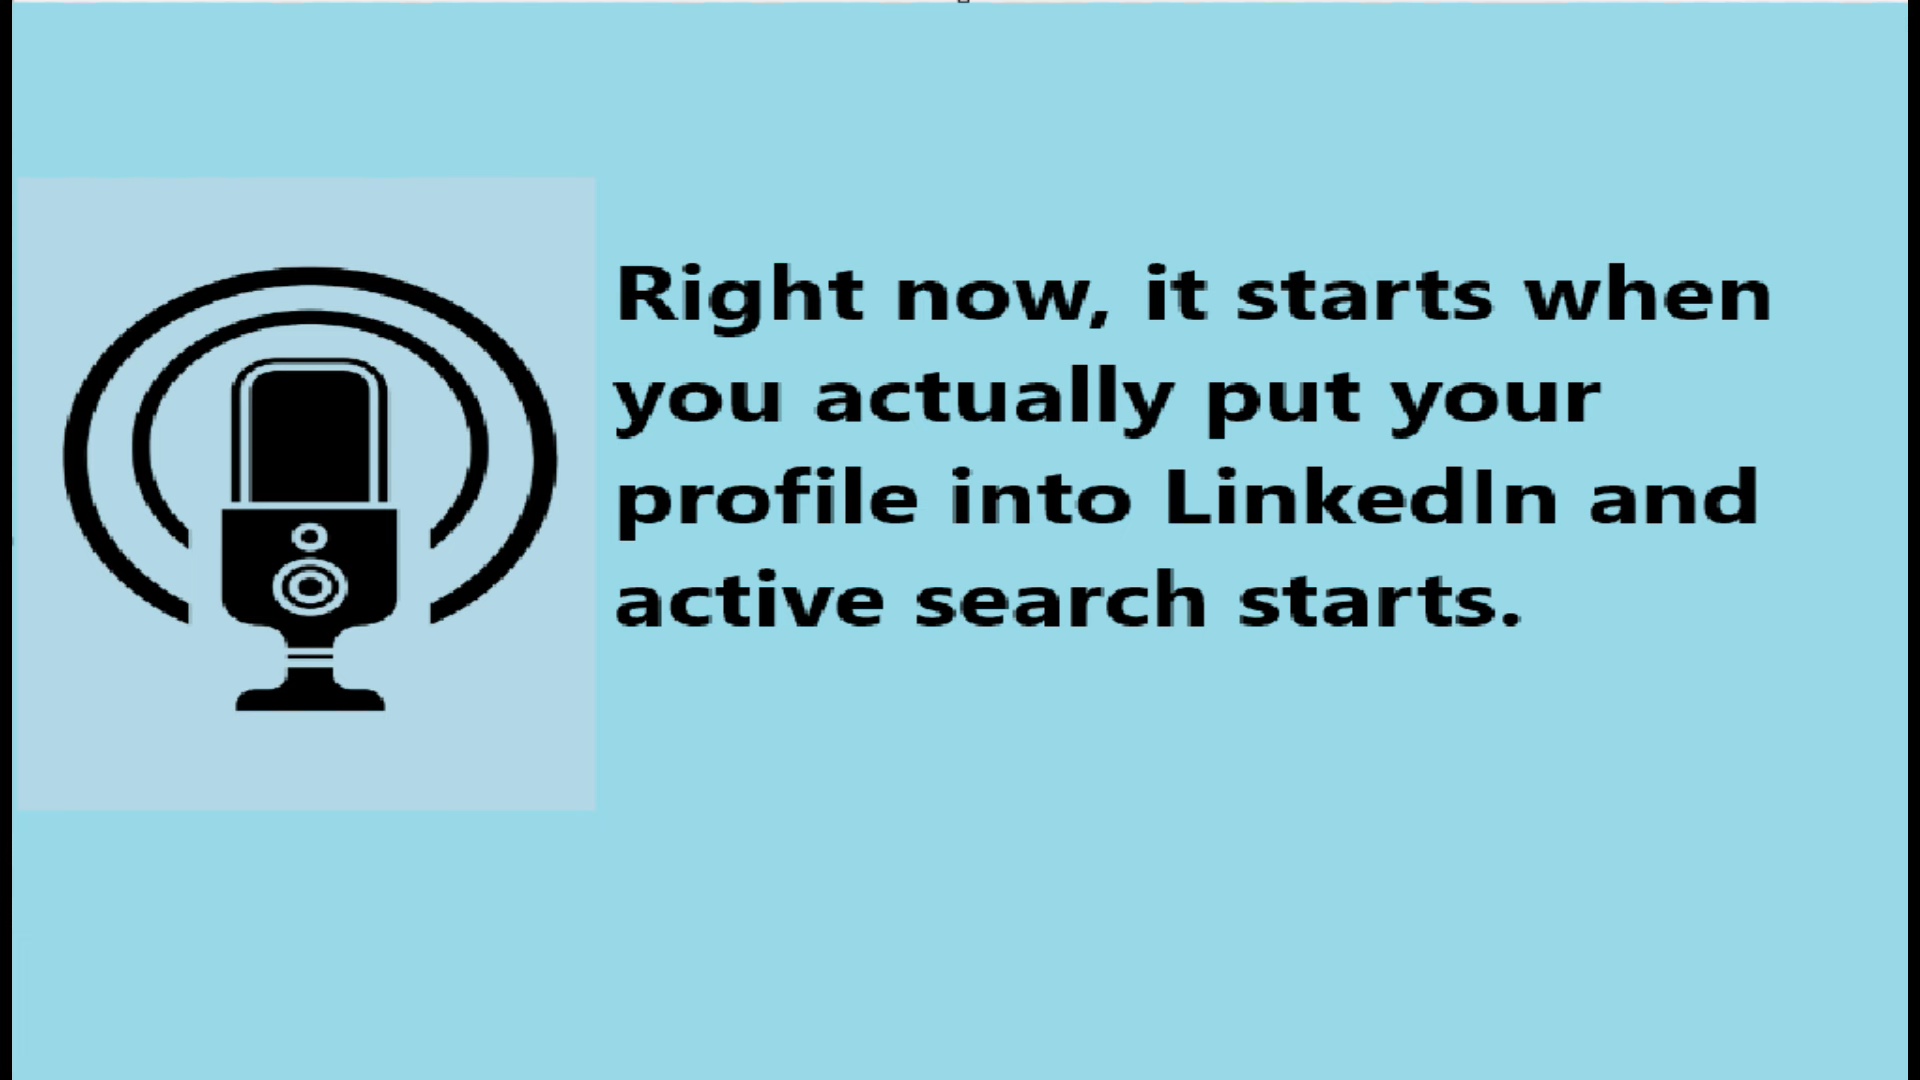 Right now, it starts when
you actually put your
profile into LinkedIn and
active search starts.